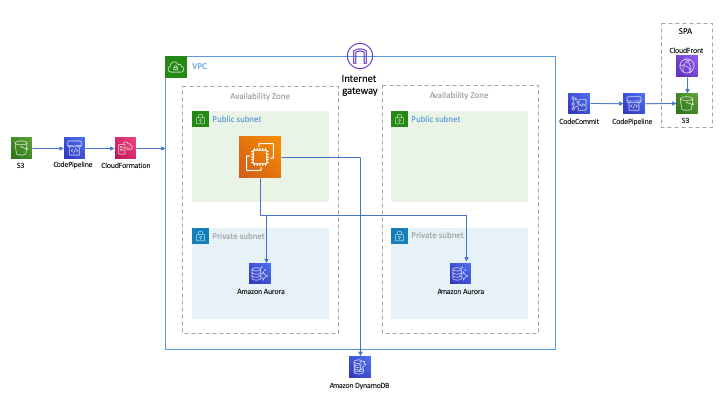 SPA
CloudFront
S3
CodeCommit
CodePipeline
Internet
gateway
VPC
Availability Zone
Availability Zone
Public subnet
Public subnet
S3
CodePipeline
CloudFormation
Private subnet
Private subnet
Amazon Aurora
Amazon Aurora
Amazon DynamoDB